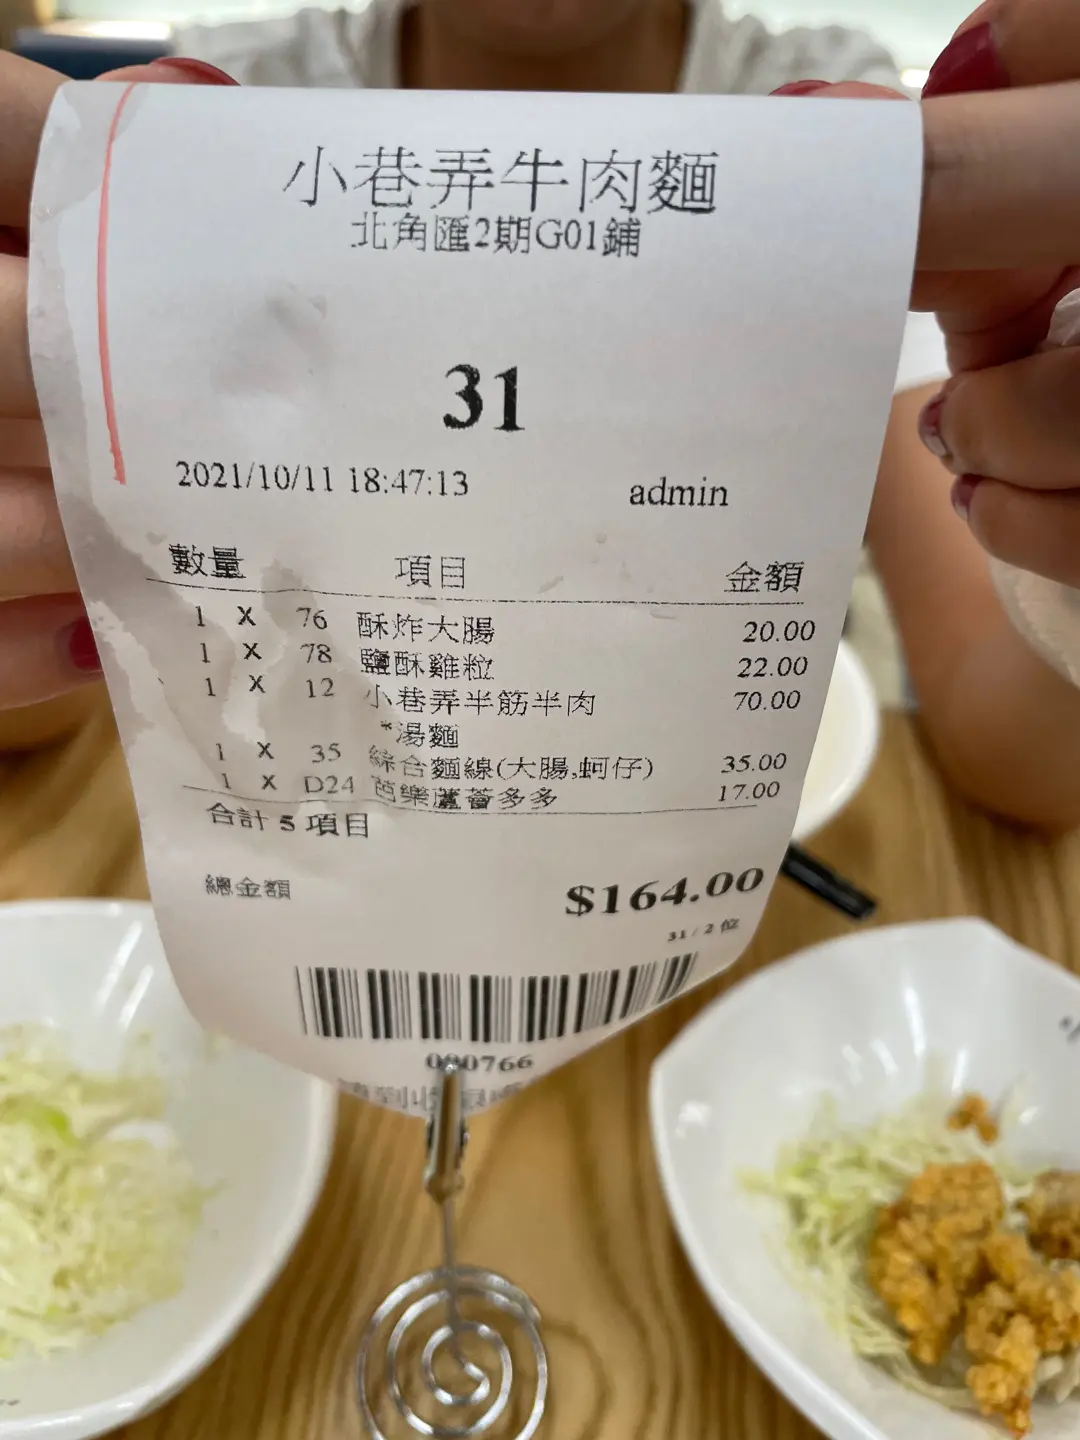 小巷弄牛肉麵
北角匯2期G01鋪
31
2021/10/11 18:47:13 admin
數量 項目 金額
1 X 76 酥炸大腸 20.00
1 X 78 鹽酥雞粒 22.00
1 X 12 小巷弄半筋半肉 70.00
*湯麵
1 X 35 綜合麵線(大腸,蚵仔) 35.00
1 X D24 芭樂蘆薈多多 17.00
合計 5 項目
總金額 $164.00
31 / 2 位
000766